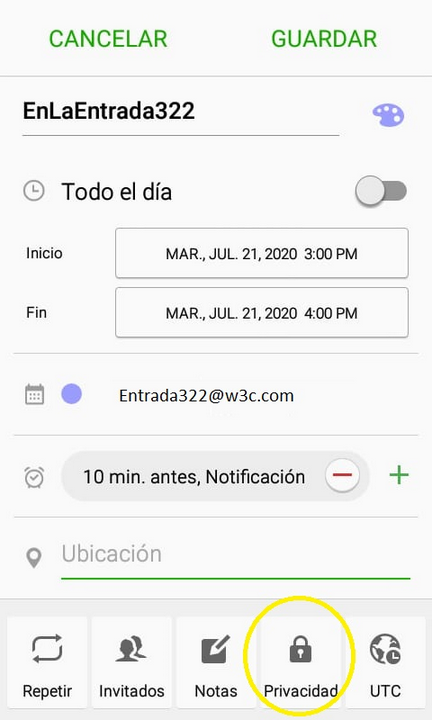 CANCELAR GUARDAR
EnLaEntrada322
Todo el día
Inicio MAR., JUL. 21, 2020 3:00 PM
Fin MAR., JUL. 21, 2020 4:00 PM
Entrada322@w3c.com
10 min. antes, Notificación
Ubicación
Repetir Invitados Notas Privacidad UTC